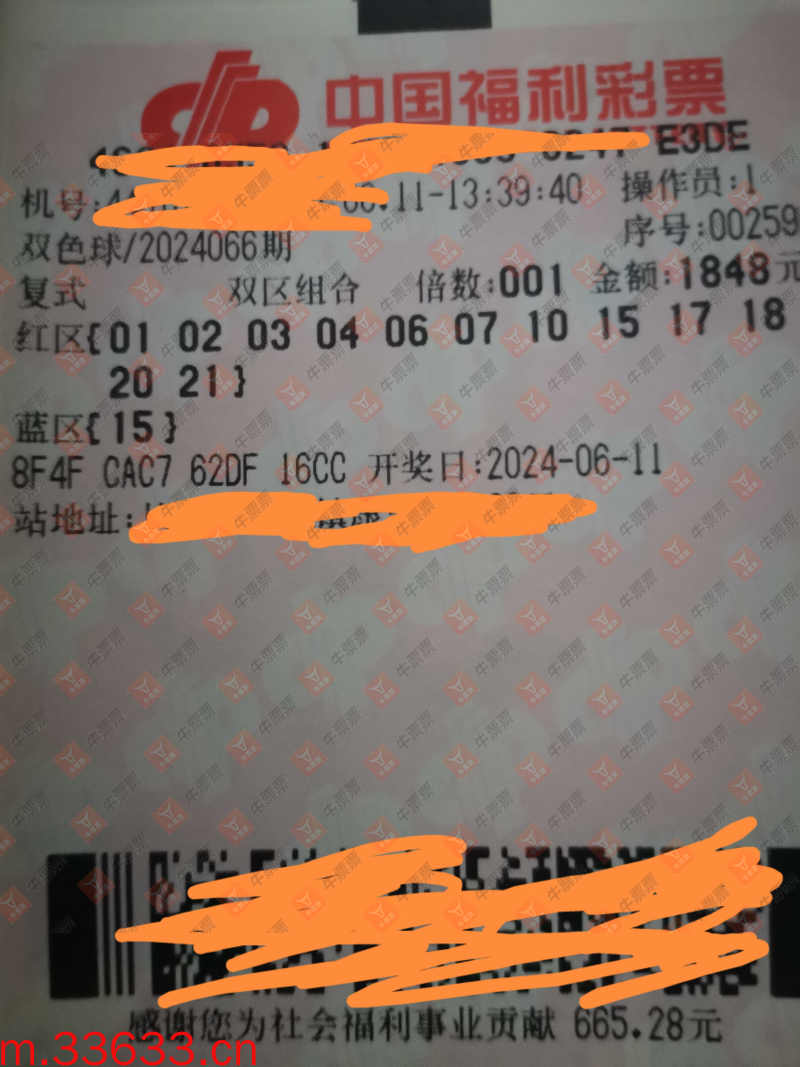 中国福利彩票
E3DE
机号: 11-13:39:40 操作员:1
序号:00259
双色球/2024066期
复式 双区组合 倍数:001 金额:1848元
红区{01 02 03 04 06 07 10 15 17 18
20 21}
蓝区{15}
8F4F CAC7 62DF 16CC 开奖日:2024-06-11
站地址:
感谢您为社会福利事业贡献 665.28元
m.33633.cn
牛票票